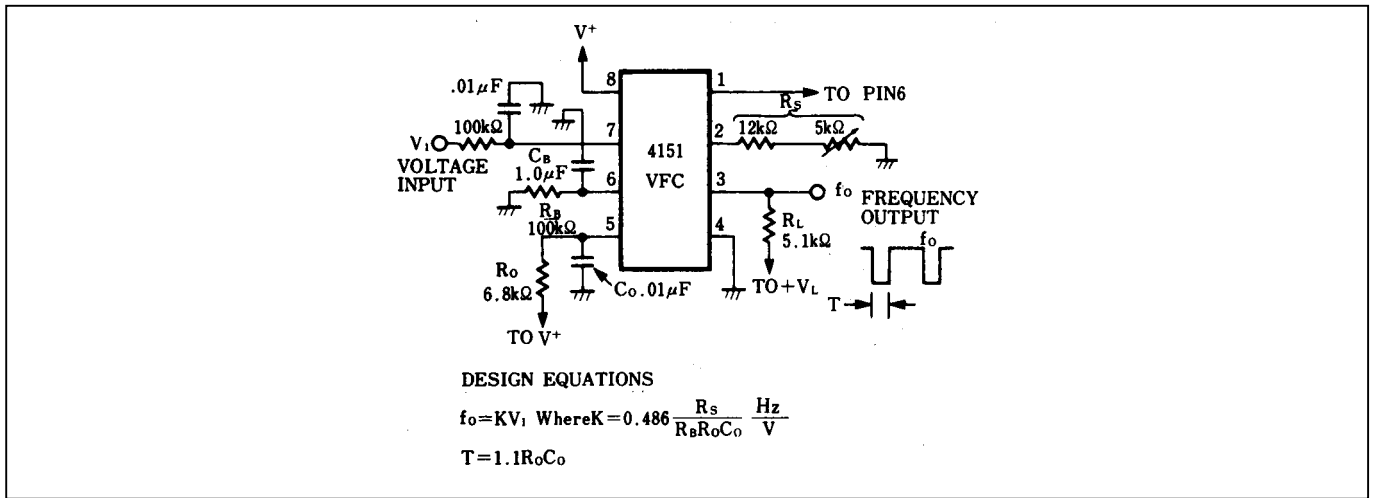 V⁺
.01μF
8
1
TO PIN6
Rs
100kΩ
7
2
12kΩ
5kΩ
V₁
VOLTAGE
INPUT
CB
1.0μF
4151
VFC
6
3
fo
FREQUENCY
OUTPUT
RB
100kΩ
5
4
RL
5.1kΩ
fo
Ro
6.8kΩ
Co.01μF
TO+VL
T
TO V⁺
DESIGN EQUATIONS
fo=KV₁ WhereK=0.486 Rs/RBRoCo Hz/V
T=1.1RoCo